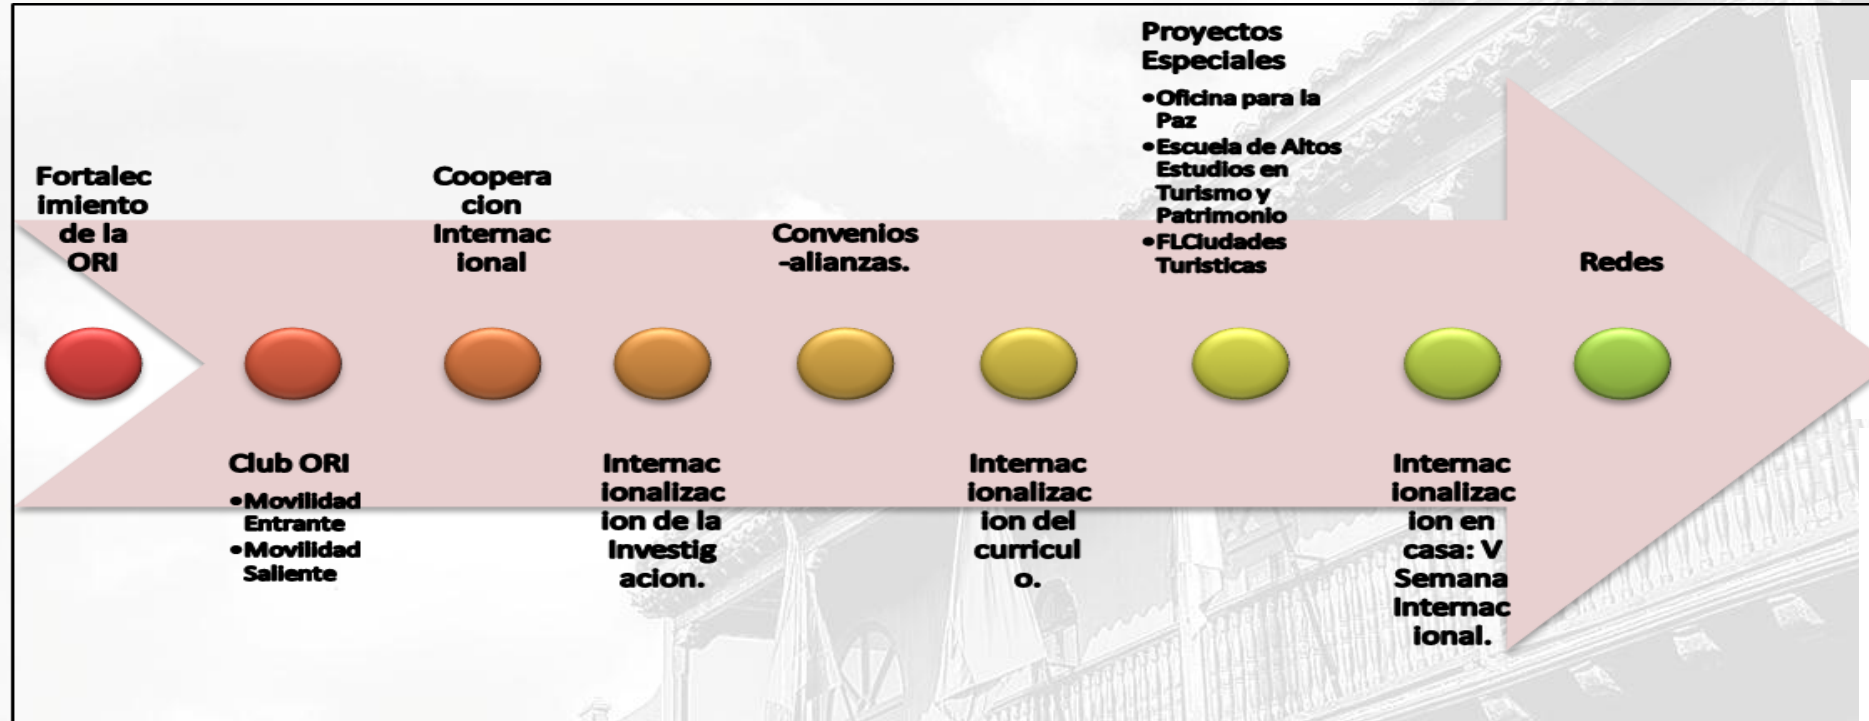 Fortalec
imiento
de la
ORI
Club ORI
•Movilidad
Entrante
•Movilidad
Saliente
Coopera
cion
Internac
ional
Internac
ionalizac
ion de la
Investig
acion.
Convenios
-alianzas.
Internac
ionalizac
ion del
curricul
o.
Proyectos
Especiales
•Oficina para la
Paz
•Escuela de Altos
Estudios en
Turismo y
Patrimonio
•FLCiudades
Turisticas
Internac
ionalizac
ion en
casa: V
Semana
Internac
ional.
Redes